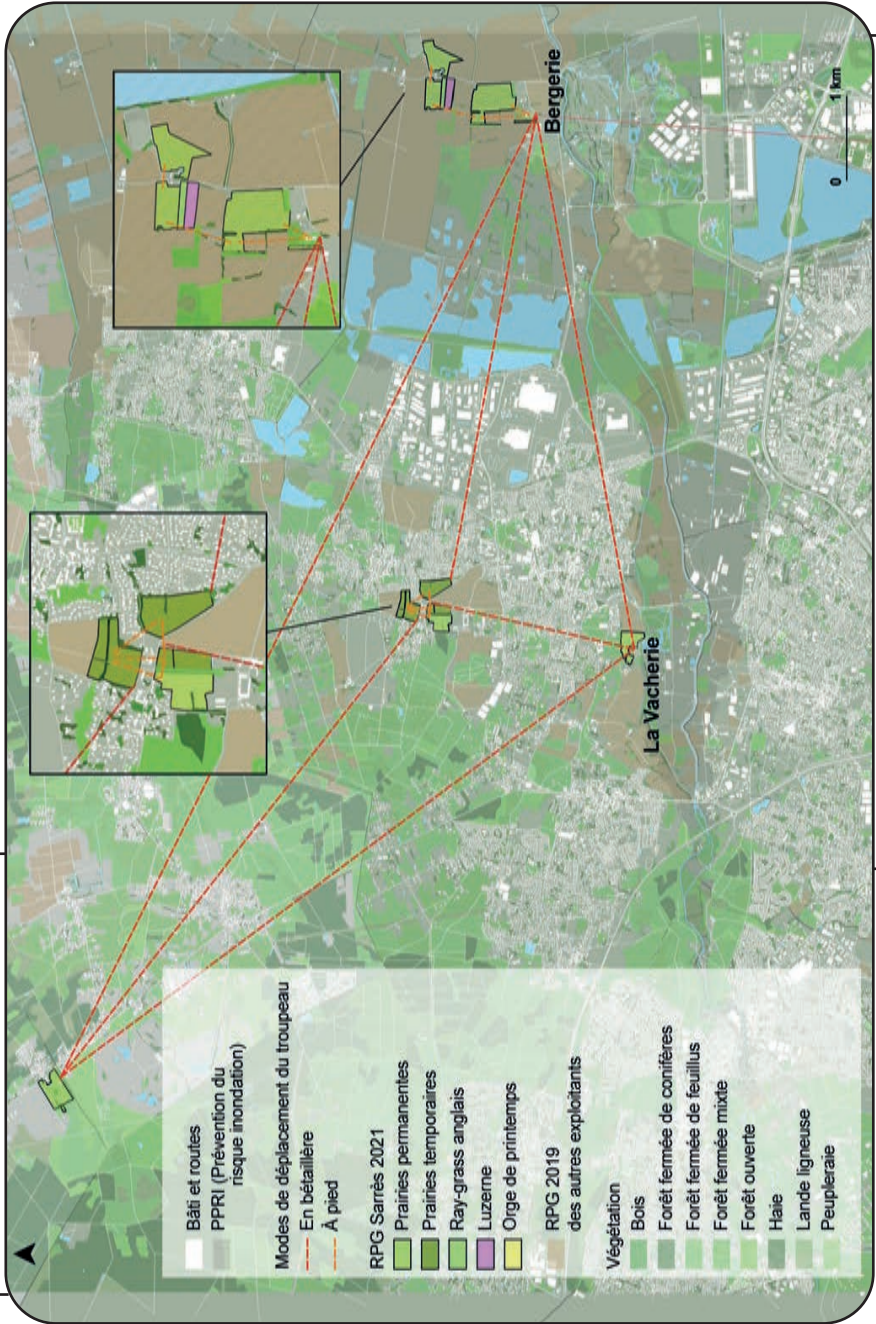 Bâti et routes
PPRI (Prévention du
risque inondation)
Modes de déplacement du troupeau
En bétaillère
À pied
RPG Sarrès 2021
Prairies permanentes
Prairies temporaires
Ray-grass anglais
Luzerne
Orge de printemps
RPG 2019
des autres exploitants
Végétation
Bois
Forêt fermée de conifères
Forêt fermée de feuillus
Forêt fermée mixte
Forêt ouverte
Haie
Lande ligneuse
Peupleraie
La Vacherie
Bergerie
0 1 km